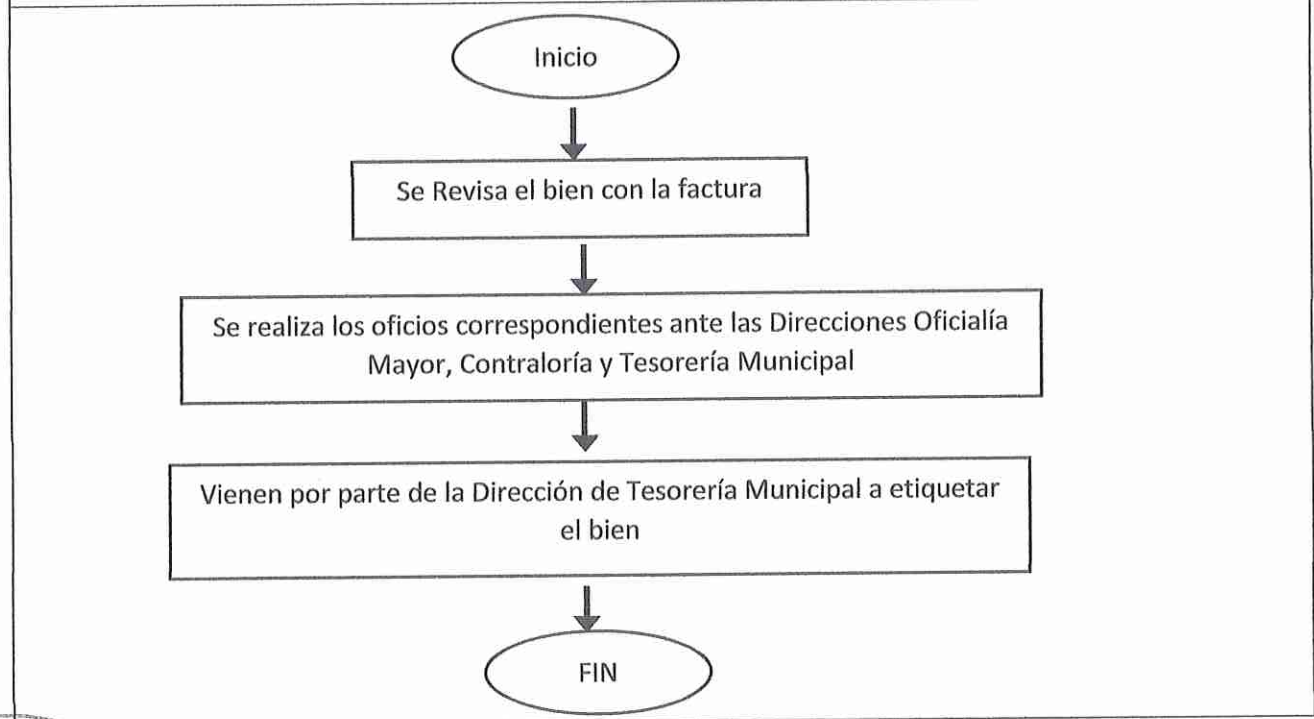 Inicio
Se Revisa el bien con la factura
Se realiza los oficios correspondientes ante las Direcciones Oficialía
Mayor, Contraloría y Tesorería Municipal
Vienen por parte de la Dirección de Tesorería Municipal a etiquetar
el bien
FIN